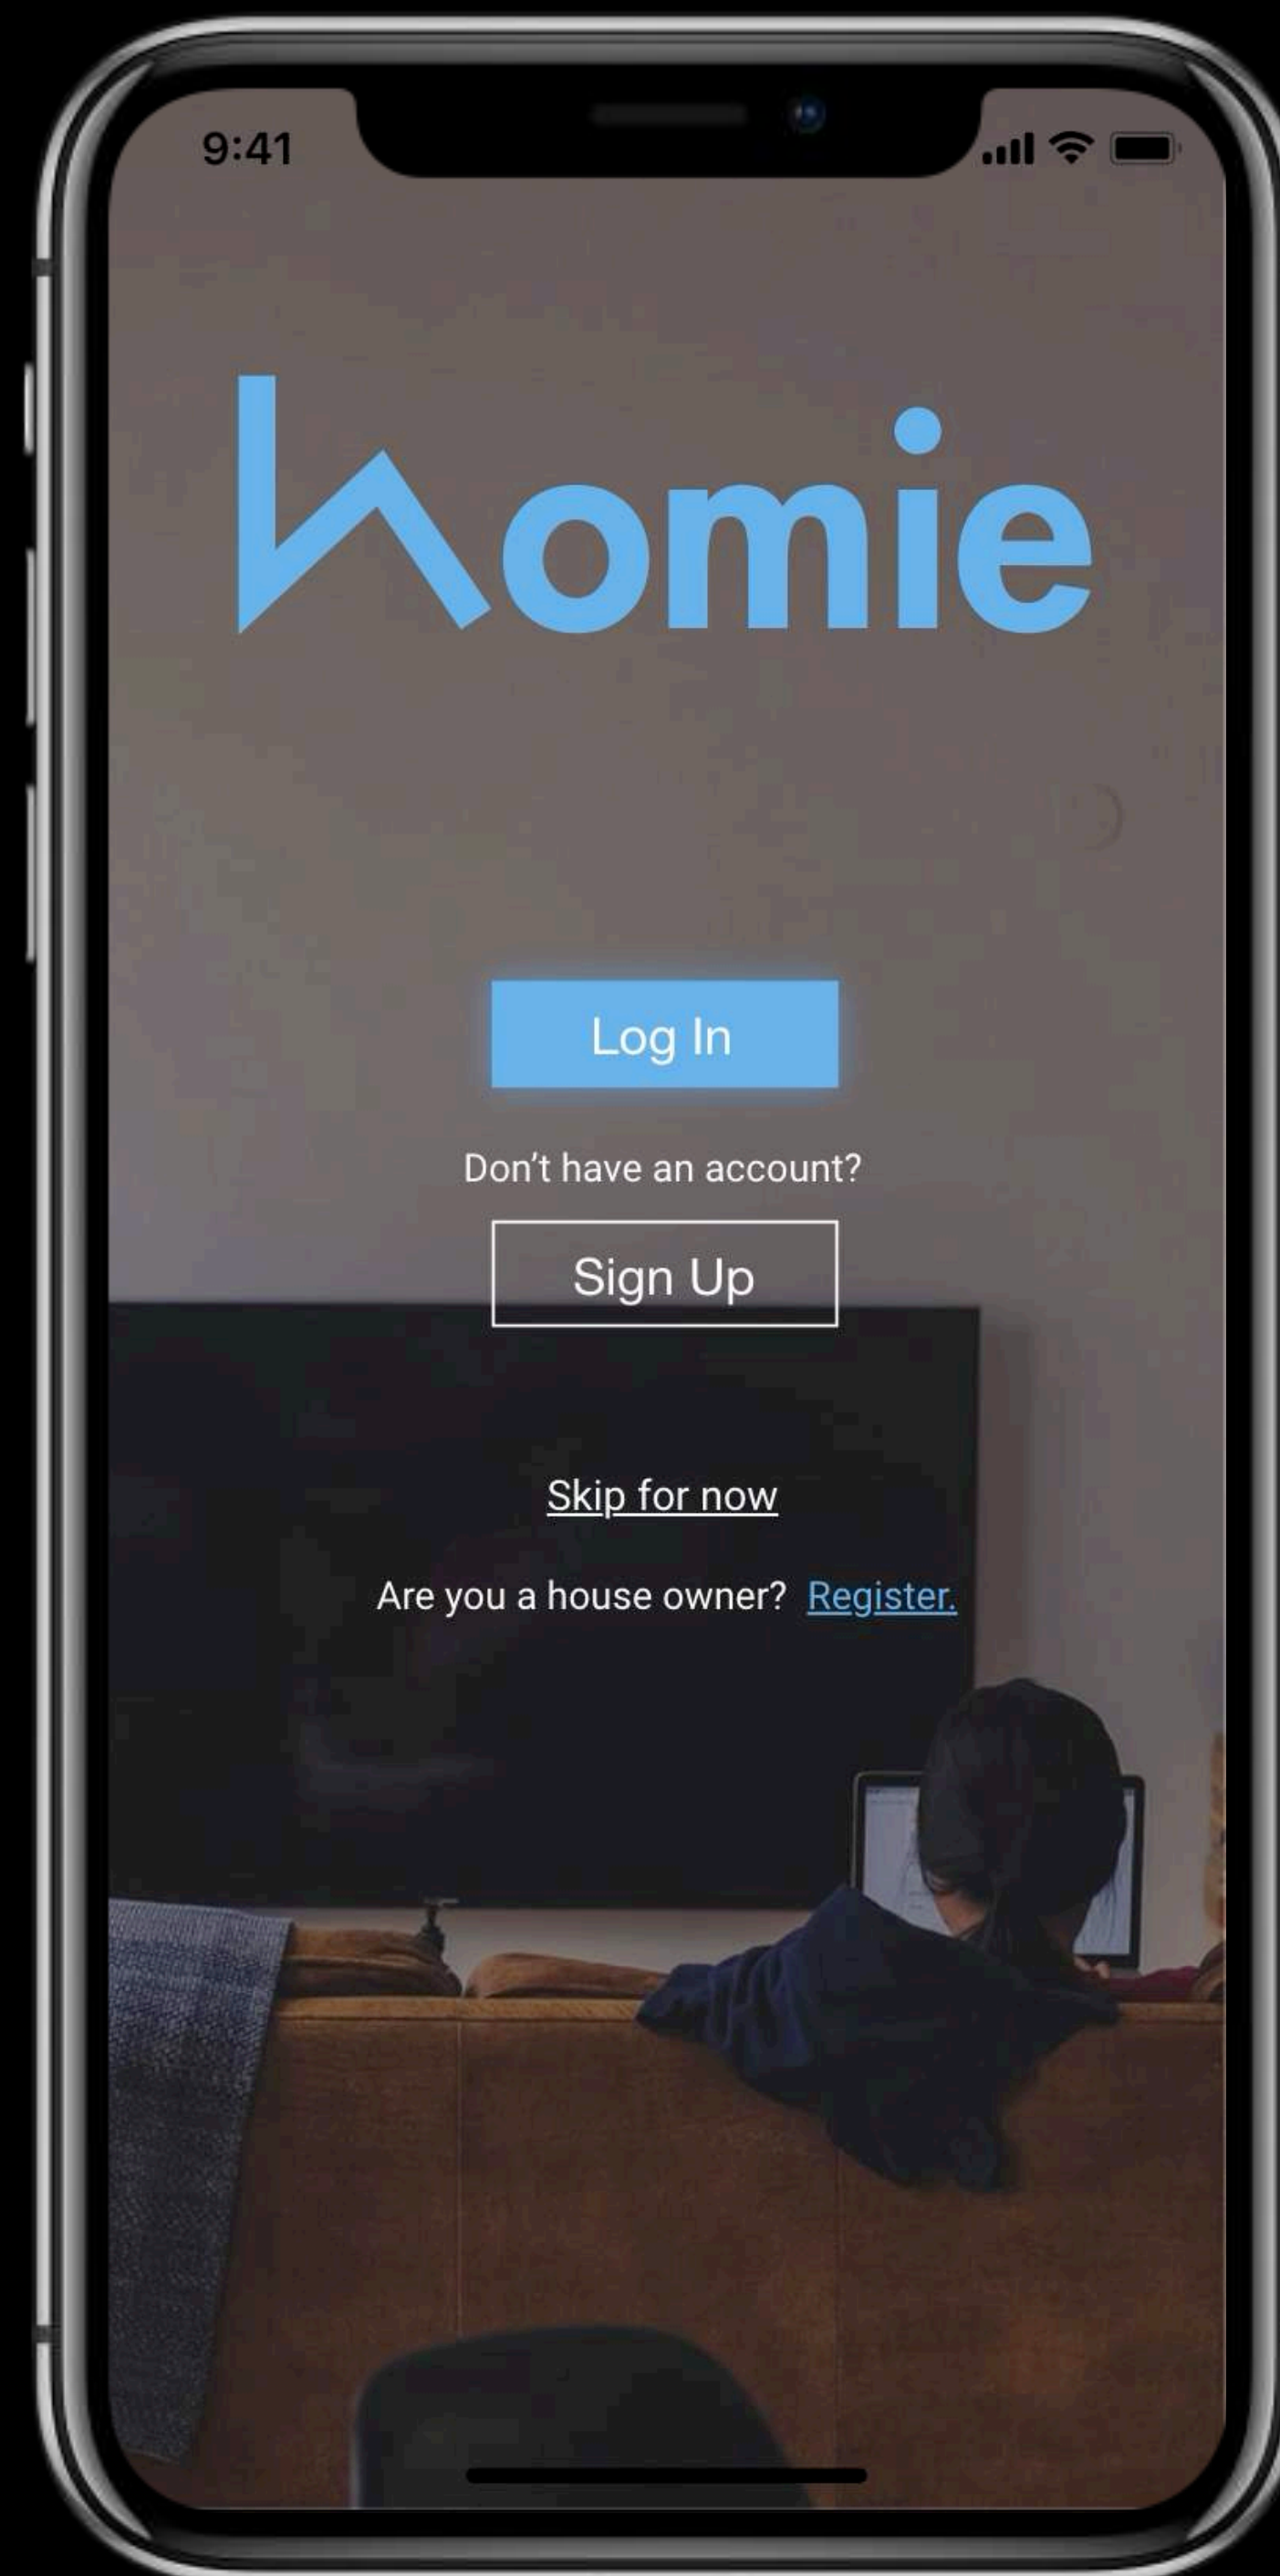 9:41
homie
Log In
Don’t have an account?
Sign Up
Skip for now
Are you a house owner? Register.